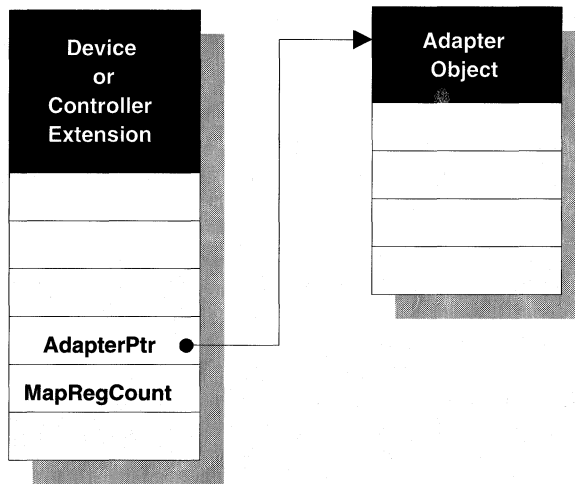 Device
or
Controller
Extension
AdapterPtr
MapRegCount
Adapter
Object